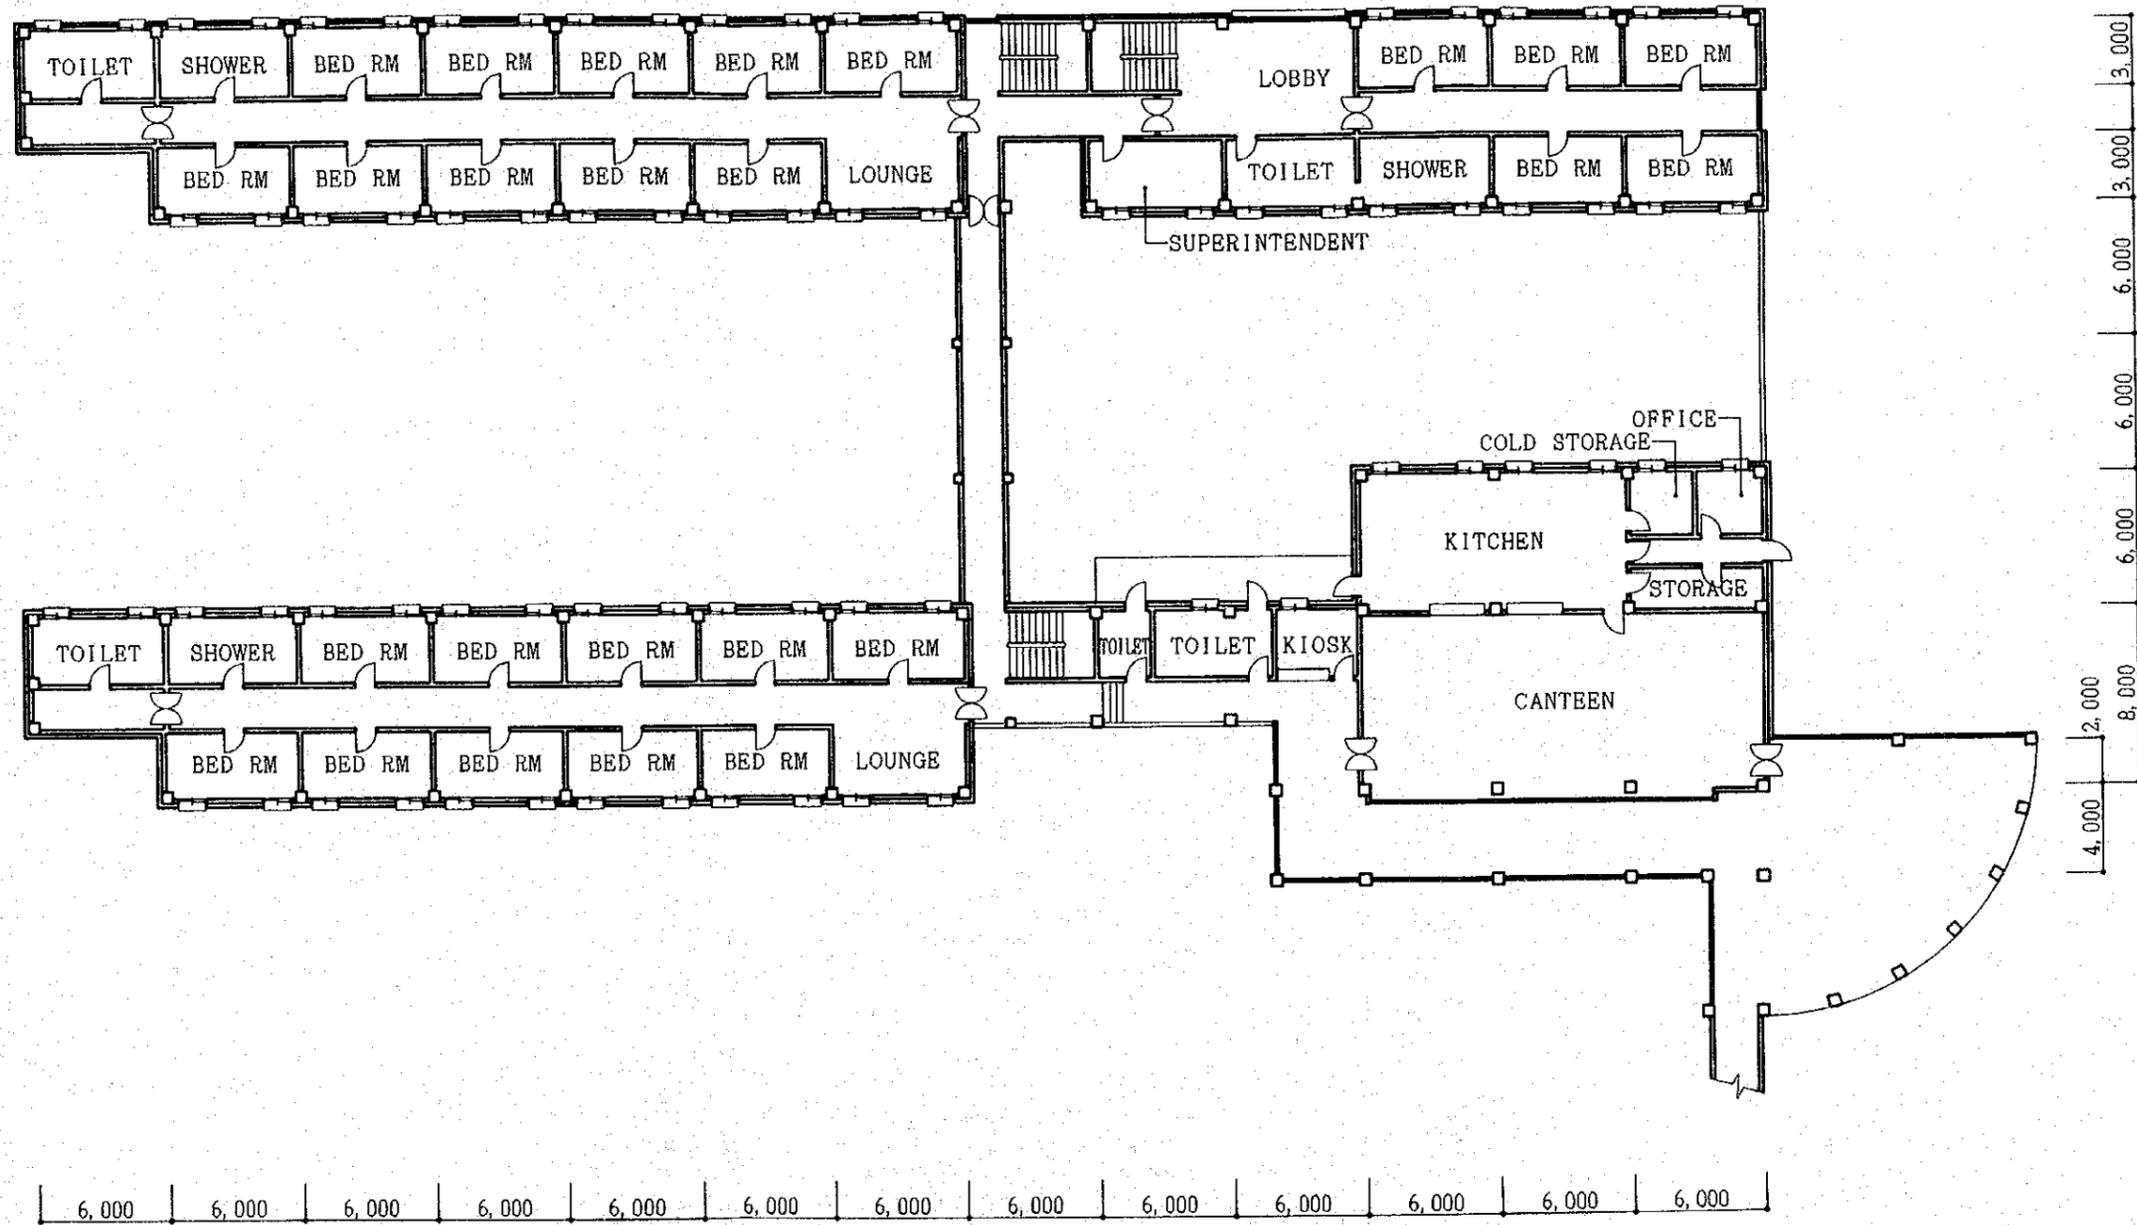 TOILET SHOWER BED RM BED RM BED RM BED RM BED RM LOBBY BED RM BED RM BED RM
BED RM BED RM BED RM BED RM BED RM LOUNGE TOILET SHOWER BED RM BED RM
SUPERINTENDENT
OFFICE
COLD STORAGE
KITCHEN
STORAGE
TOILET SHOWER BED RM BED RM BED RM BED RM BED RM TOILET TOILET KIOSK
CANTEEN
BED RM BED RM BED RM BED RM BED RM LOUNGE
3,000
3,000
6,000
6,000
6,000
2,000
8,000
4,000
6,000 6,000 6,000 6,000 6,000 6,000 6,000 6,000 6,000 6,000 6,000 6,000 6,000